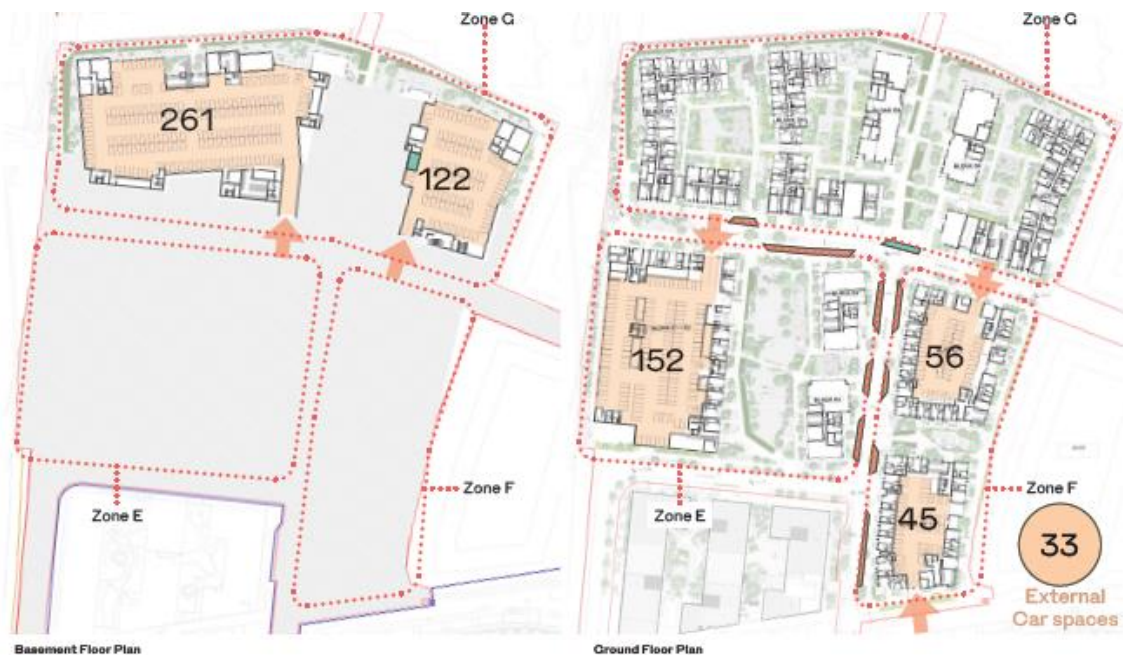 Zone G
261
122
Zone E
Zone F
Basement Floor Plan
Zone G
152
56
45
Zone E
Zone F
33
External
Car spaces
Ground Floor Plan